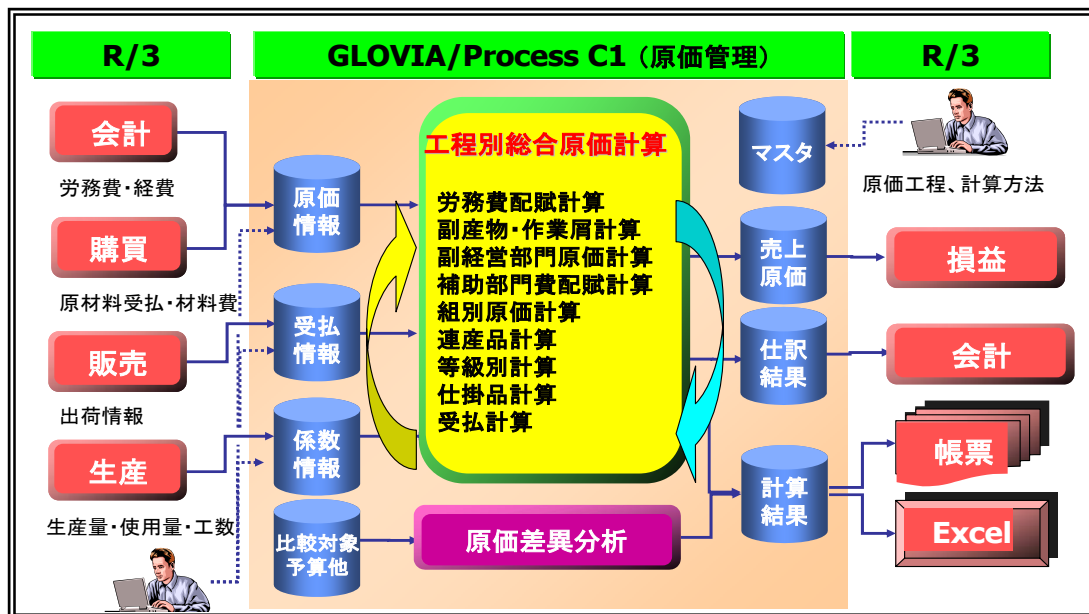 R/3
GLOVIA/Process C1（原価管理）
R/3
会計
労務費・経費
購買
原材料受払・材料費
販売
出荷情報
生産
生産量・使用量・工数
原価
情報
受払
情報
係数
情報
比較対象
予算他
工程別総合原価計算
労務費配賦計算
副産物・作業屑計算
副経営部門原価計算
補助部門費配賦計算
組別原価計算
連産品計算
等級別計算
仕掛品計算
受払計算
原価差異分析
マスタ
売上
原価
仕訳
結果
計算
結果
原価工程、計算方法
損益
会計
帳票
Excel